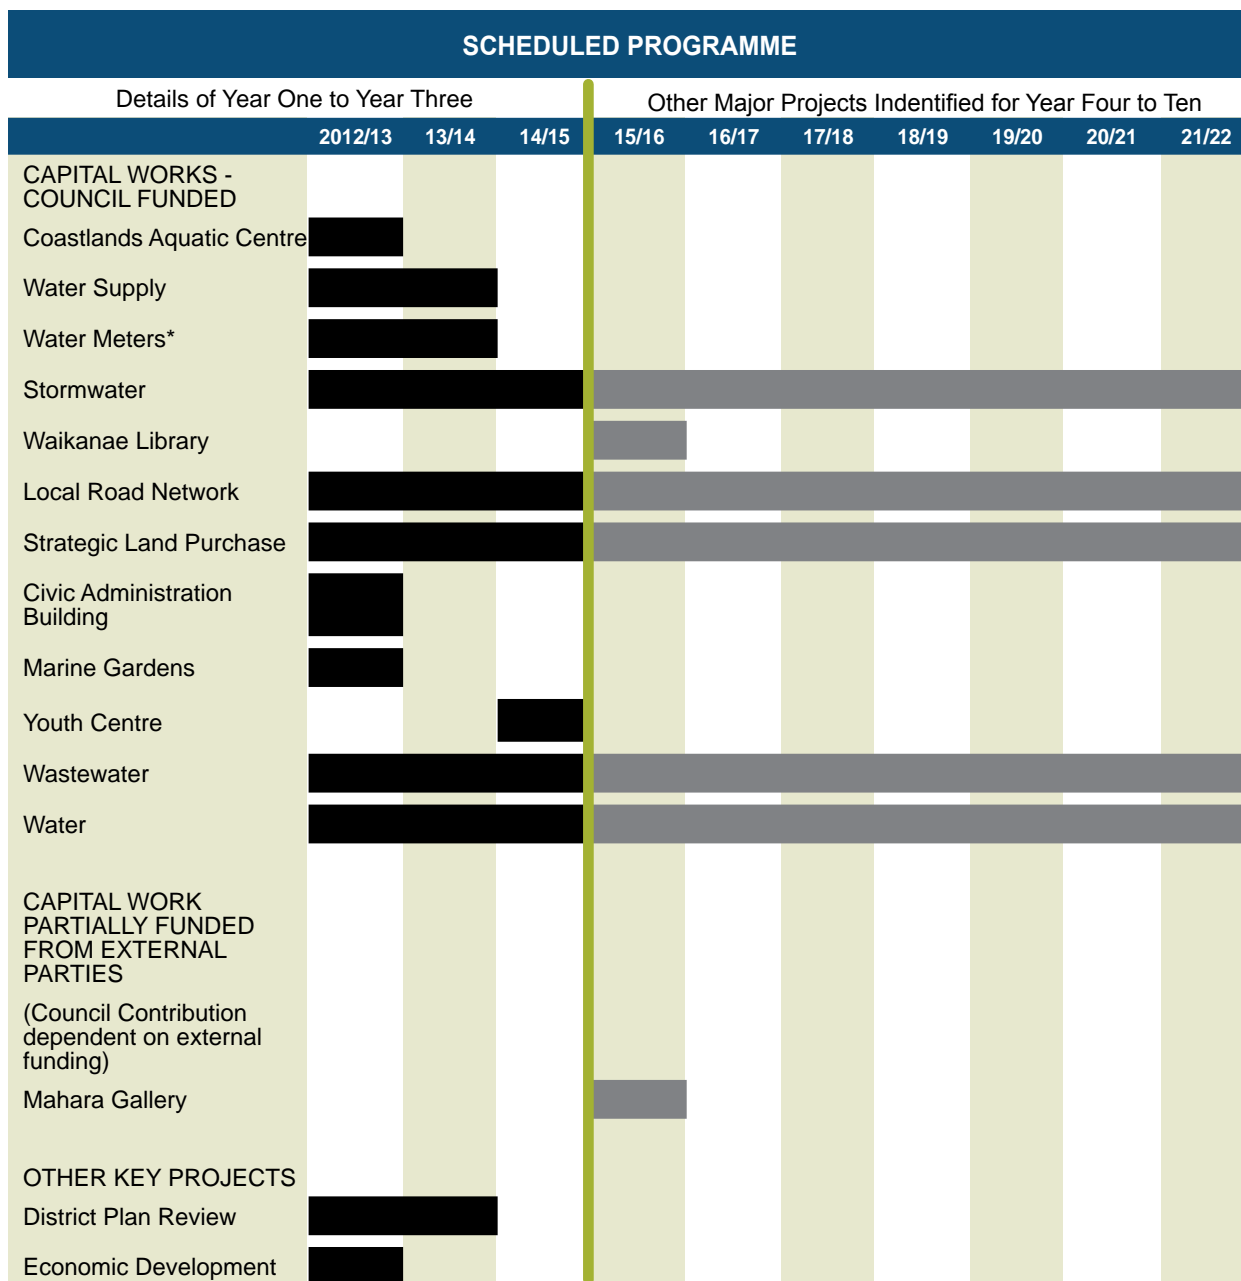 SCHEDULED PROGRAMME
Details of Year One to Year Three
Other Major Projects Indentified for Year Four to Ten
2012/13 13/14 14/15 15/16 16/17 17/18 18/19 19/20 20/21 21/22
CAPITAL WORKS -
COUNCIL FUNDED
Coastlands Aquatic Centre
Water Supply
Water Meters*
Stormwater
Waikanae Library
Local Road Network
Strategic Land Purchase
Civic Administration
Building
Marine Gardens
Youth Centre
Wastewater
Water
CAPITAL WORK
PARTIALLY FUNDED
FROM EXTERNAL
PARTIES
(Council Contribution
dependent on external
funding)
Mahara Gallery
OTHER KEY PROJECTS
District Plan Review
Economic Development